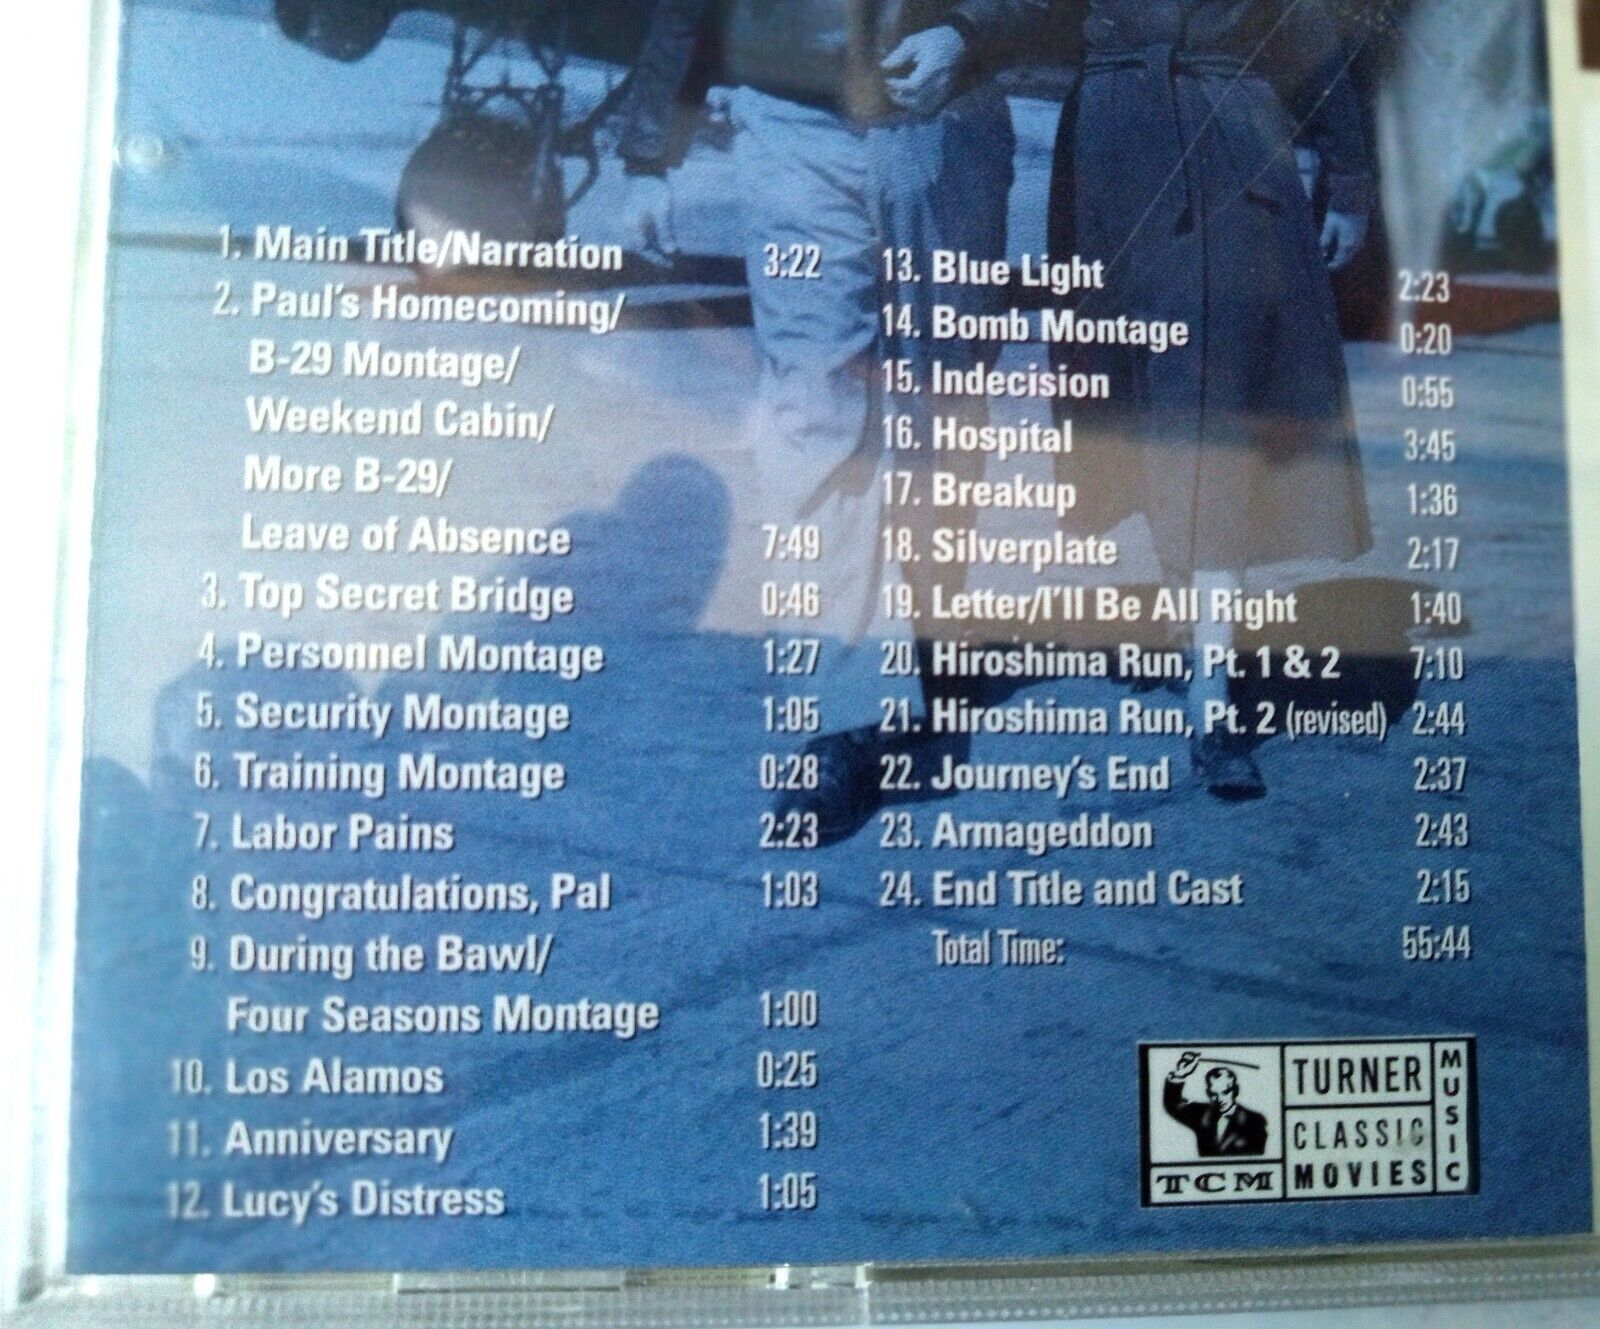 1. Main Title/Narration 3:22
2. Paul's Homecoming/
B-29 Montage/
Weekend Cabin/
More B-29/
Leave of Absence 7:49
3. Top Secret Bridge 0:46
4. Personnel Montage 1:27
5. Security Montage 1:05
6. Training Montage 0:28
7. Labor Pains 2:23
8. Congratulations, Pal 1:03
9. During the Bawl/
Four Seasons Montage 1:00
10. Los Alamos 0:25
11. Anniversary 1:39
12. Lucy's Distress 1:05
13. Blue Light 2:23
14. Bomb Montage 0:20
15. Indecision 0:55
16. Hospital 3:45
17. Breakup 1:36
18. Silverplate 2:17
19. Letter/I'll Be All Right 1:40
20. Hiroshima Run, Pt. 1 & 2 7:10
21. Hiroshima Run, Pt. 2 (revised) 2:44
22. Journey's End 2:37
23. Armageddon 2:43
24. End Title and Cast 2:15
Total Time: 55:44
TCM
TURNER
CLASSIC
MOVIES
MUSIC